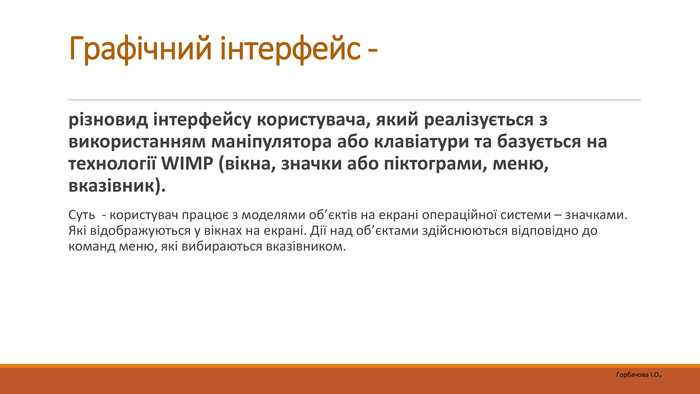 Графічний інтерфейс -
різновид інтерфейсу користувача, який реалізується з
використанням маніпулятора або клавіатури та базується на
технології WIMP (вікна, значки або піктограми, меню,
вказівник).
Суть - користувач працює з моделями об’єктів на екрані операційної системи – значками.
Які відображуються у вікнах на екрані. Дії над об’єктами здійснюються відповідно до
команд меню, які вибираються вказівником.
Горбачова І.О.